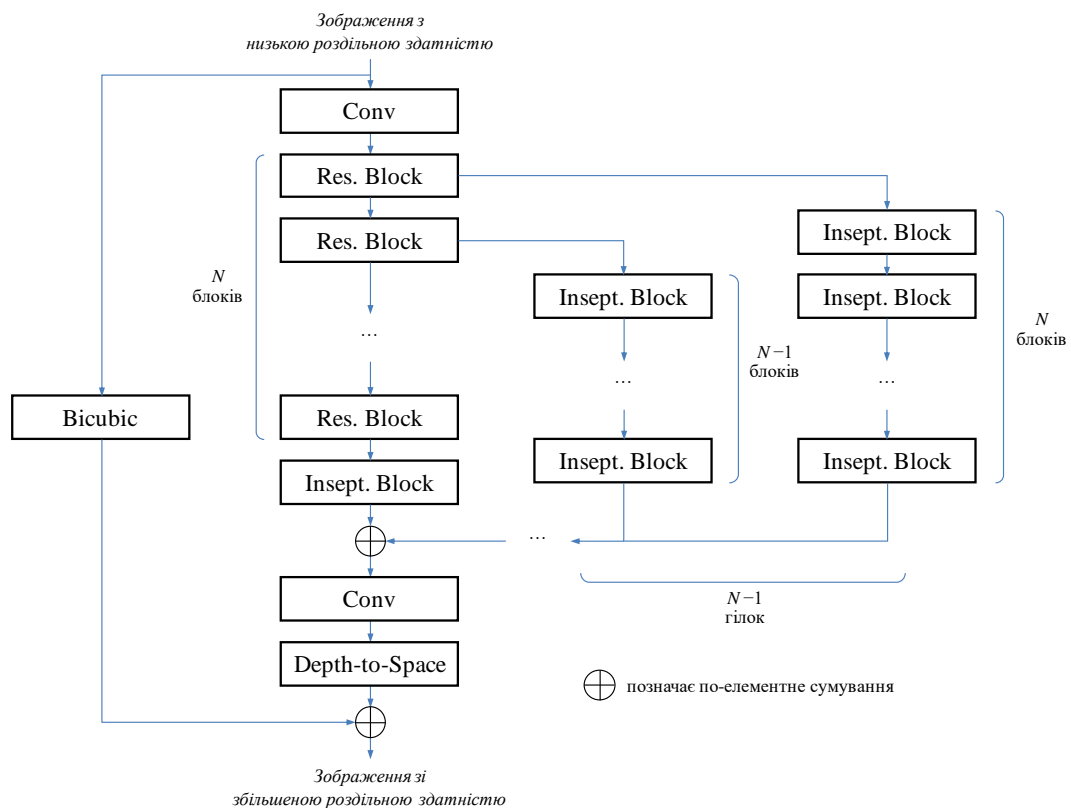 Зображення з
низькою роздільною здатністю
Conv
Res. Block
Res. Block
Insept. Block
Insept. Block
Insept. Block
N
блоків
...
N−1
блоків
...
...
N
блоків
Bicubic
Res. Block
Insept. Block
Insept. Block
Insept. Block
...
Conv
N−1
гілок
Depth-to-Space
позначає по-елементне сумування
Зображення зі
збільшеною роздільною здатністю